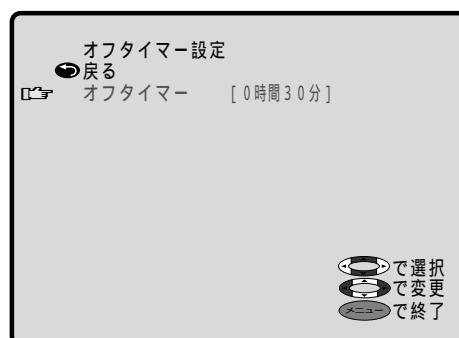 オフタイマー設定
戻る
オフタイマー [０時間３０分]
で選択
で変更
メニューで終了